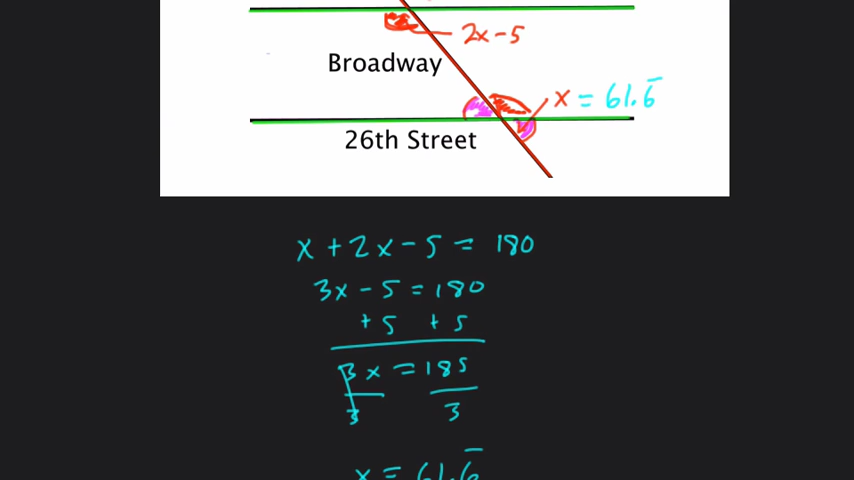 2x-5
Broadway
x = 61.6̅
26th Street
x + 2x - 5 = 180
3x - 5 = 180
+ 5 + 5
3x = 185
3 3
x = 61.6̅